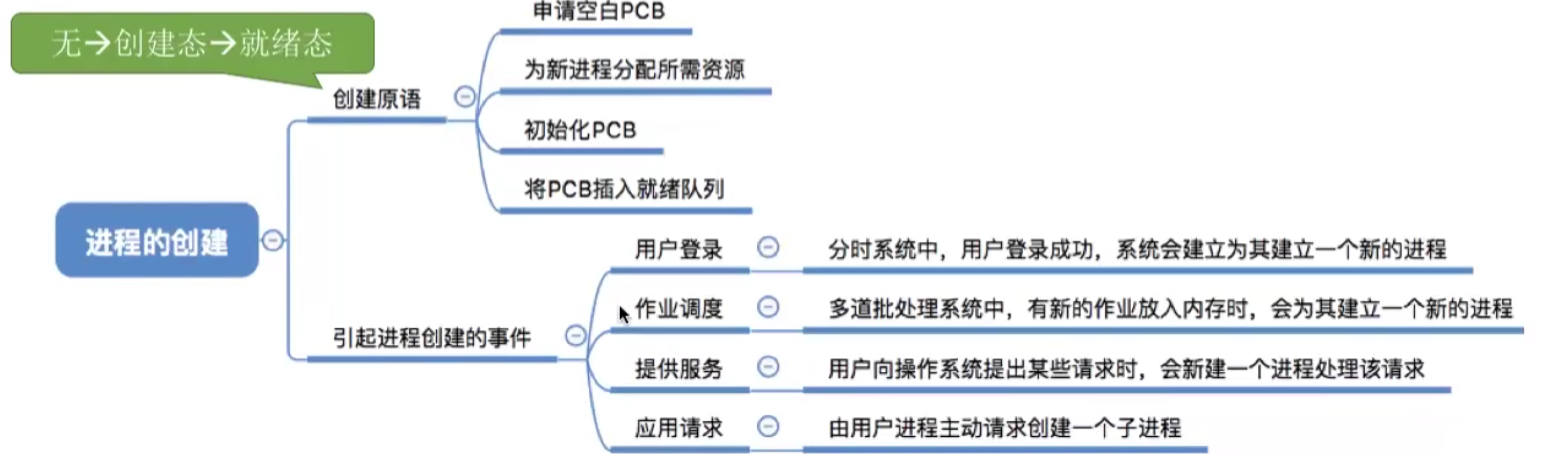 无→创建态→就绪态
申请空白PCB
为新进程分配所需资源
创建原语
初始化PCB
将PCB插入就绪队列
进程的创建
用户登录
分时系统中，用户登录成功，系统会建立为其建立一个新的进程
作业调度
多道批处理系统中，有新的作业放入内存时，会为其建立一个新的进程
引起进程创建的事件
提供服务
用户向操作系统提出某些请求时，会新建一个进程处理该请求
应用请求
由用户进程主动请求创建一个子进程